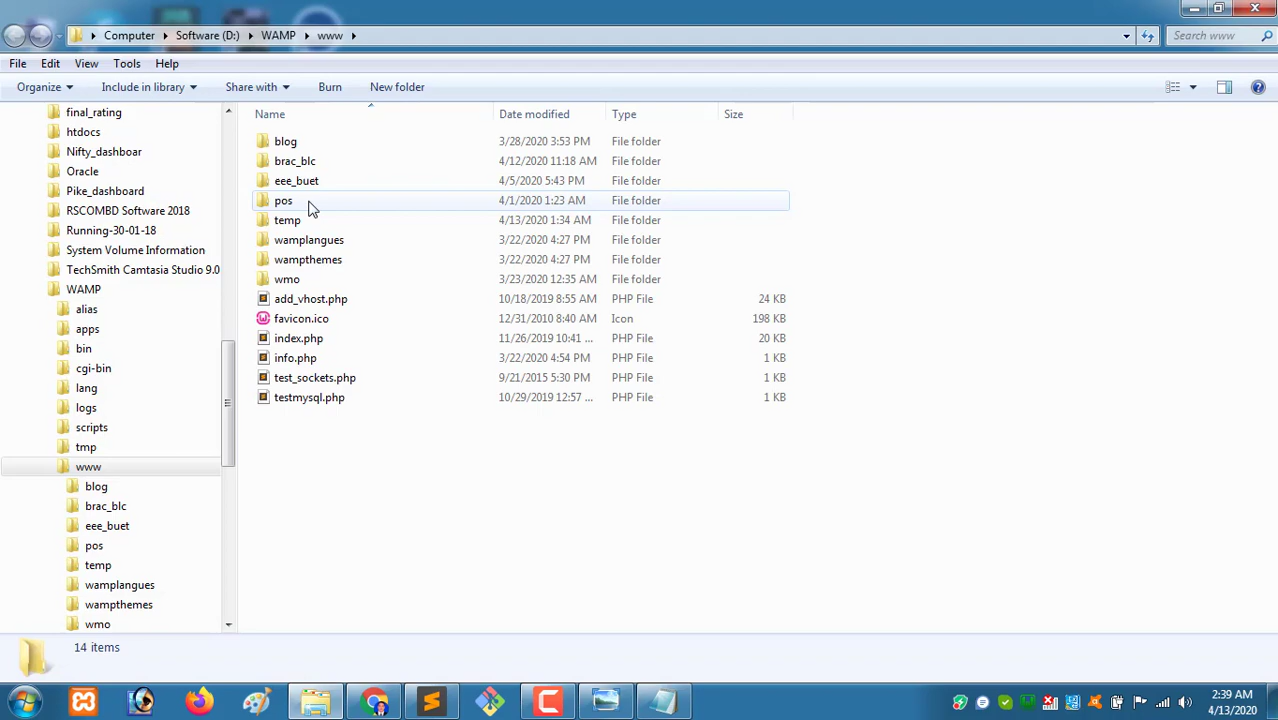 Computer Software (D:) WAMP www Search www
File Edit View Tools Help
Organize Include in library Share with Burn New folder
final_rating
htdocs
Nifty_dashboar
Oracle
Pike_dashboard
RSCOMBD Software 2018
Running-30-01-18
System Volume Information
TechSmith Camtasia Studio 9.0
WAMP
alias
apps
bin
cgi-bin
lang
logs
scripts
tmp
www
blog
brac_blc
eee_buet
pos
temp
wamplangues
wampthemes
wmo
Name Date modified Type Size
blog 3/28/2020 3:53 PM File folder
brac_blc 4/12/2020 11:18 AM File folder
eee_buet 4/5/2020 5:43 PM File folder
pos 4/1/2020 1:23 AM File folder
temp 4/13/2020 1:34 AM File folder
wamplangues 3/22/2020 4:27 PM File folder
wampthemes 3/22/2020 4:27 PM File folder
wmo 3/23/2020 12:35 AM File folder
add_vhost.php 10/18/2019 8:55 AM PHP File 24 KB
favicon.ico 12/31/2010 8:40 AM Icon 198 KB
index.php 11/26/2019 10:41 ... PHP File 20 KB
info.php 3/22/2020 4:54 PM PHP File 1 KB
test_sockets.php 9/21/2015 5:30 PM PHP File 1 KB
testmysql.php 10/29/2019 12:57 ... PHP File 1 KB
14 items
2:39 AM
4/13/2020